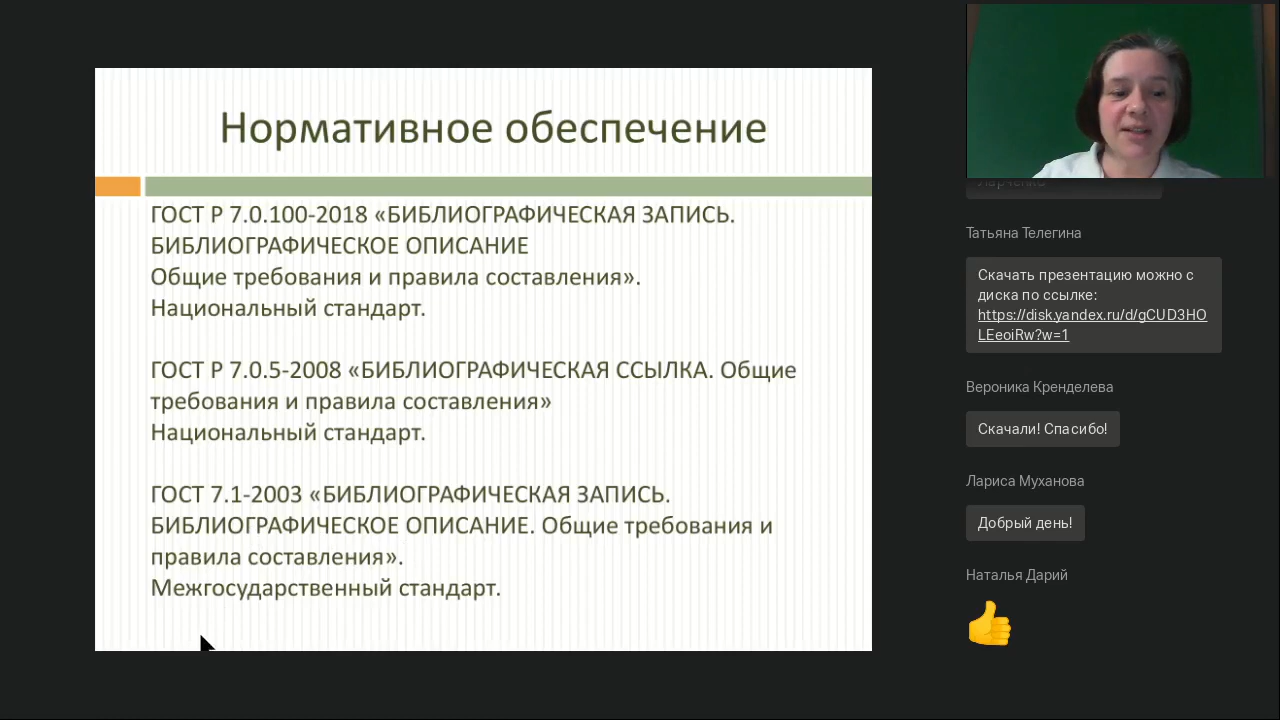 Нормативное обеспечение
ГОСТ Р 7.0.100-2018 «БИБЛИОГРАФИЧЕСКАЯ ЗАПИСЬ.
БИБЛИОГРАФИЧЕСКОЕ ОПИСАНИЕ
Общие требования и правила составления».
Национальный стандарт.
ГОСТ Р 7.0.5-2008 «БИБЛИОГРАФИЧЕСКАЯ ССЫЛКА. Общие
требования и правила составления»
Национальный стандарт.
ГОСТ 7.1-2003 «БИБЛИОГРАФИЧЕСКАЯ ЗАПИСЬ.
БИБЛИОГРАФИЧЕСКОЕ ОПИСАНИЕ. Общие требования и
правила составления».
Межгосударственный стандарт.
Татьяна Телегина
Скачать презентацию можно с
диска по ссылке:
https://disk.yandex.ru/d/gCUD3HO
LEeoiRw?w=1
Вероника Кренделева
Скачали! Спасибо!
Лариса Муханова
Добрый день!
Наталья Дарий